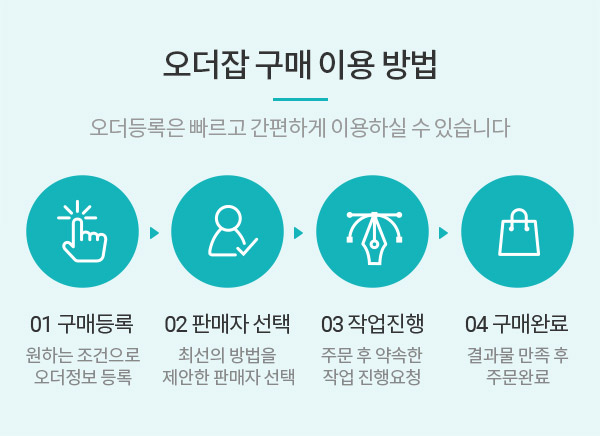 오더잡 구매 이용 방법
오더등록은 빠르고 간편하게 이용하실 수 있습니다
01 구매등록
원하는 조건으로
오더정보 등록
02 판매자 선택
최선의 방법을
제안한 판매자 선택
03 작업진행
주문 후 약속한
작업 진행요청
04 구매완료
결과물 만족 후
주문완료